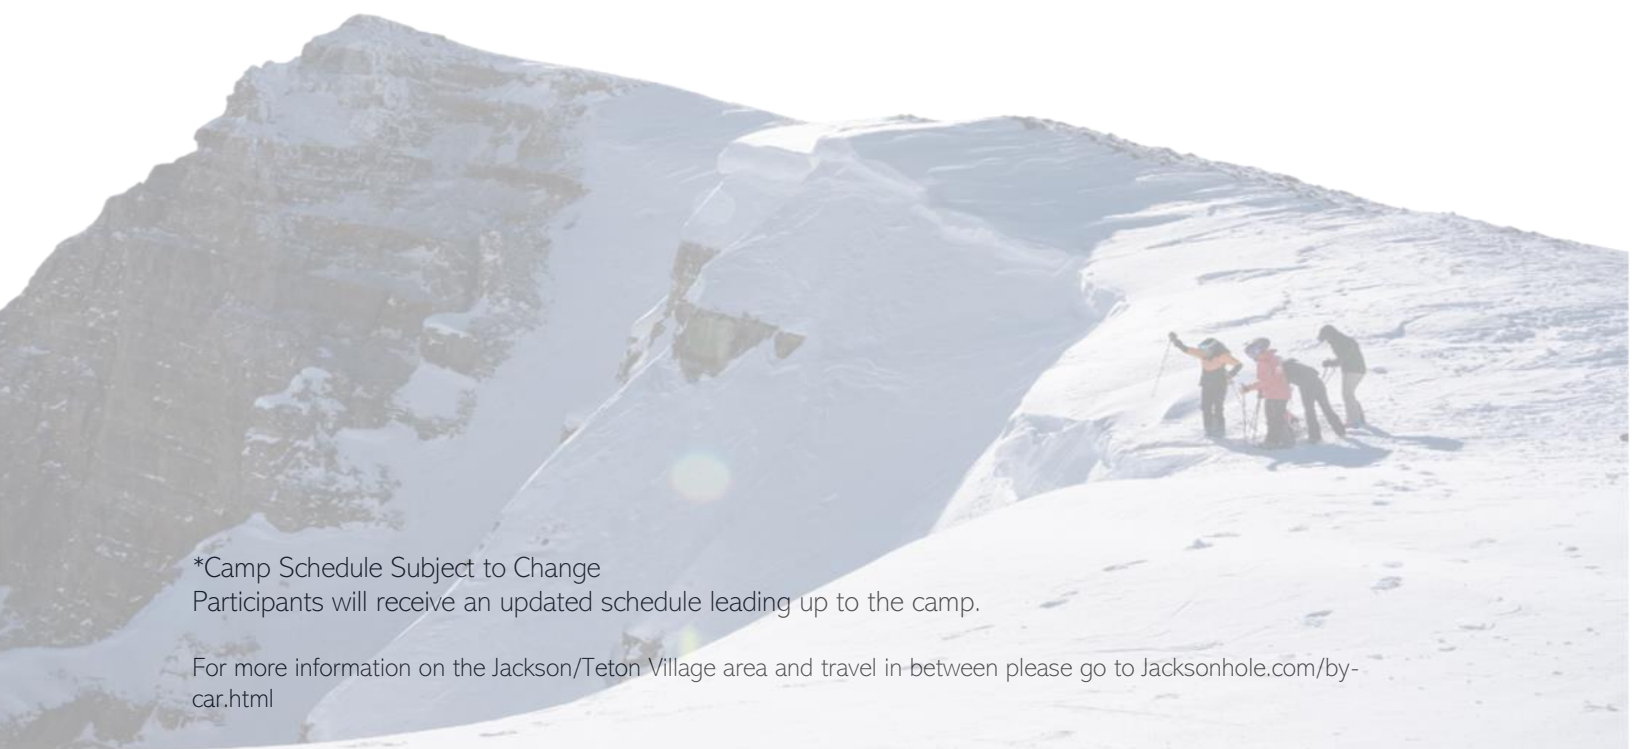 *Camp Schedule Subject to Change
Participants will receive an updated schedule leading up to the camp.
For more information on the Jackson/Teton Village area and travel in between please go to Jacksonhole.com/by-
car.html